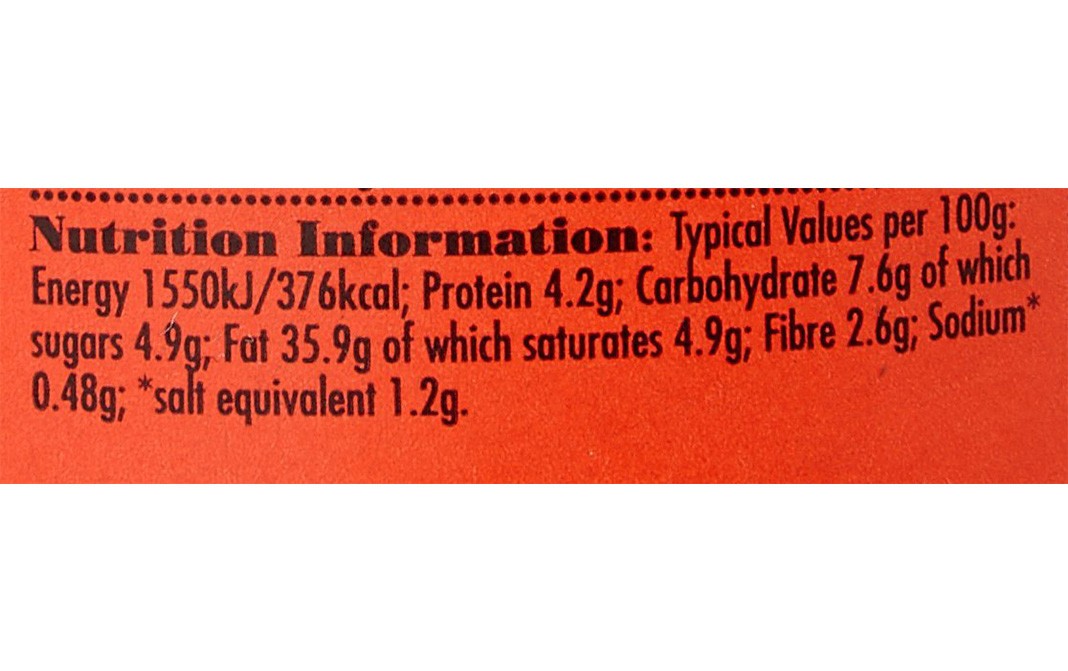 Nutrition Information: Typical Values per 100g:
Energy 1550kJ/376kcal; Protein 4.2g; Carbohydrate 7.6g of which
sugars 4.9g; Fat 35.9g of which saturates 4.9g; Fibre 2.6g; Sodium*
0.48g; *salt equivalent 1.2g.